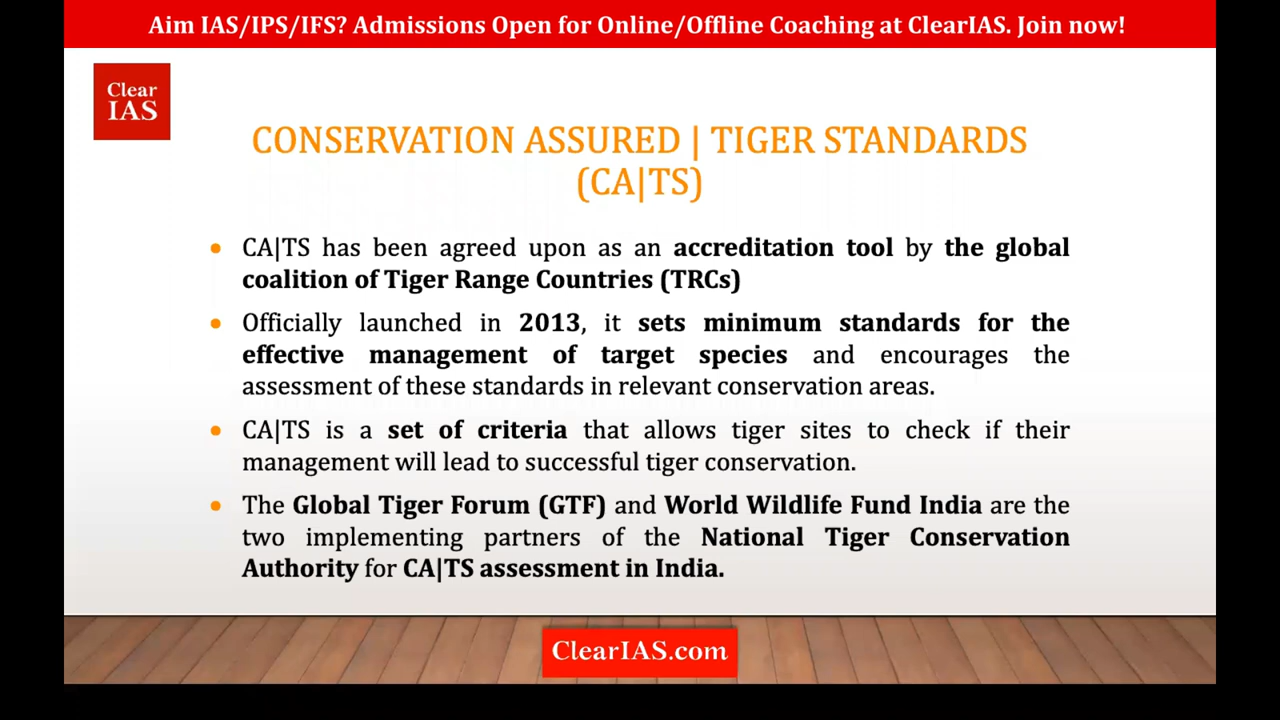 Aim IAS/IPS/IFS? Admissions Open for Online/Offline Coaching at ClearIAS. Join now!
Clear
IAS
CONSERVATION ASSURED | TIGER STANDARDS
(CA|TS)
• CA|TS has been agreed upon as an accreditation tool by the global
coalition of Tiger Range Countries (TRCs)
• Officially launched in 2013, it sets minimum standards for the
effective management of target species and encourages the
assessment of these standards in relevant conservation areas.
• CA|TS is a set of criteria that allows tiger sites to check if their
management will lead to successful tiger conservation.
• The Global Tiger Forum (GTF) and World Wildlife Fund India are the
two implementing partners of the National Tiger Conservation
Authority for CA|TS assessment in India.
ClearIAS.com